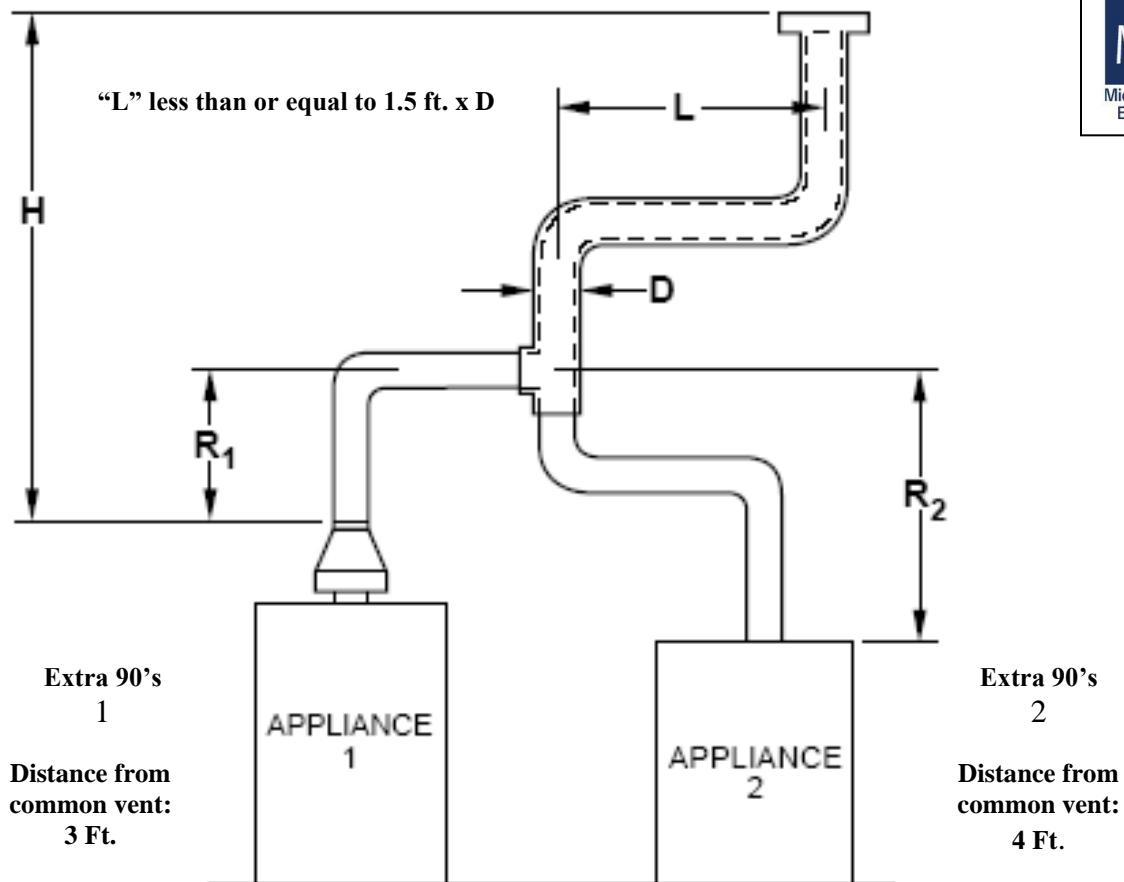 “L” less than or equal to 1.5 ft. x D
L
H
D
R1
R2
Extra 90’s
1
Distance from
common vent:
3 Ft.
APPLIANCE
1
APPLIANCE
2
Extra 90’s
2
Distance from
common vent:
4 Ft.